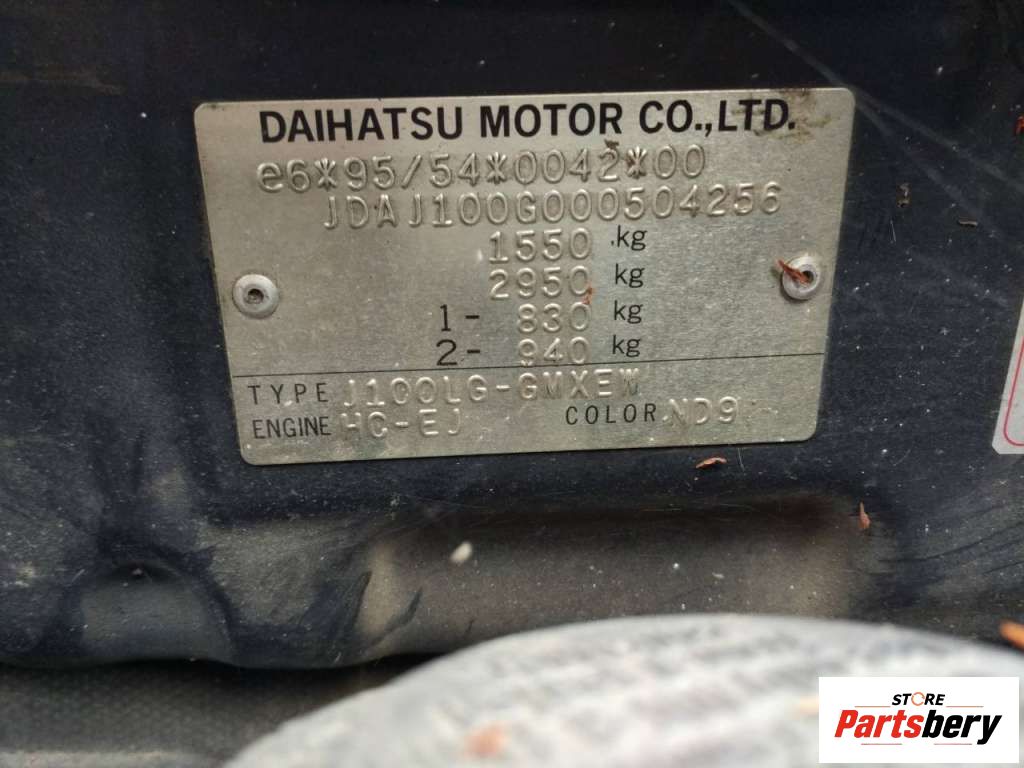 DAIHATSU MOTOR CO.,LTD.
e6*95/54*0042*00
JDAJ100G000504256
1550 kg
2950 kg
1- 830 kg
2- 940 kg
TYPE J100LG-GMXEW
ENGINE HC-EJ COLOR ND9
STORE
Partsbery